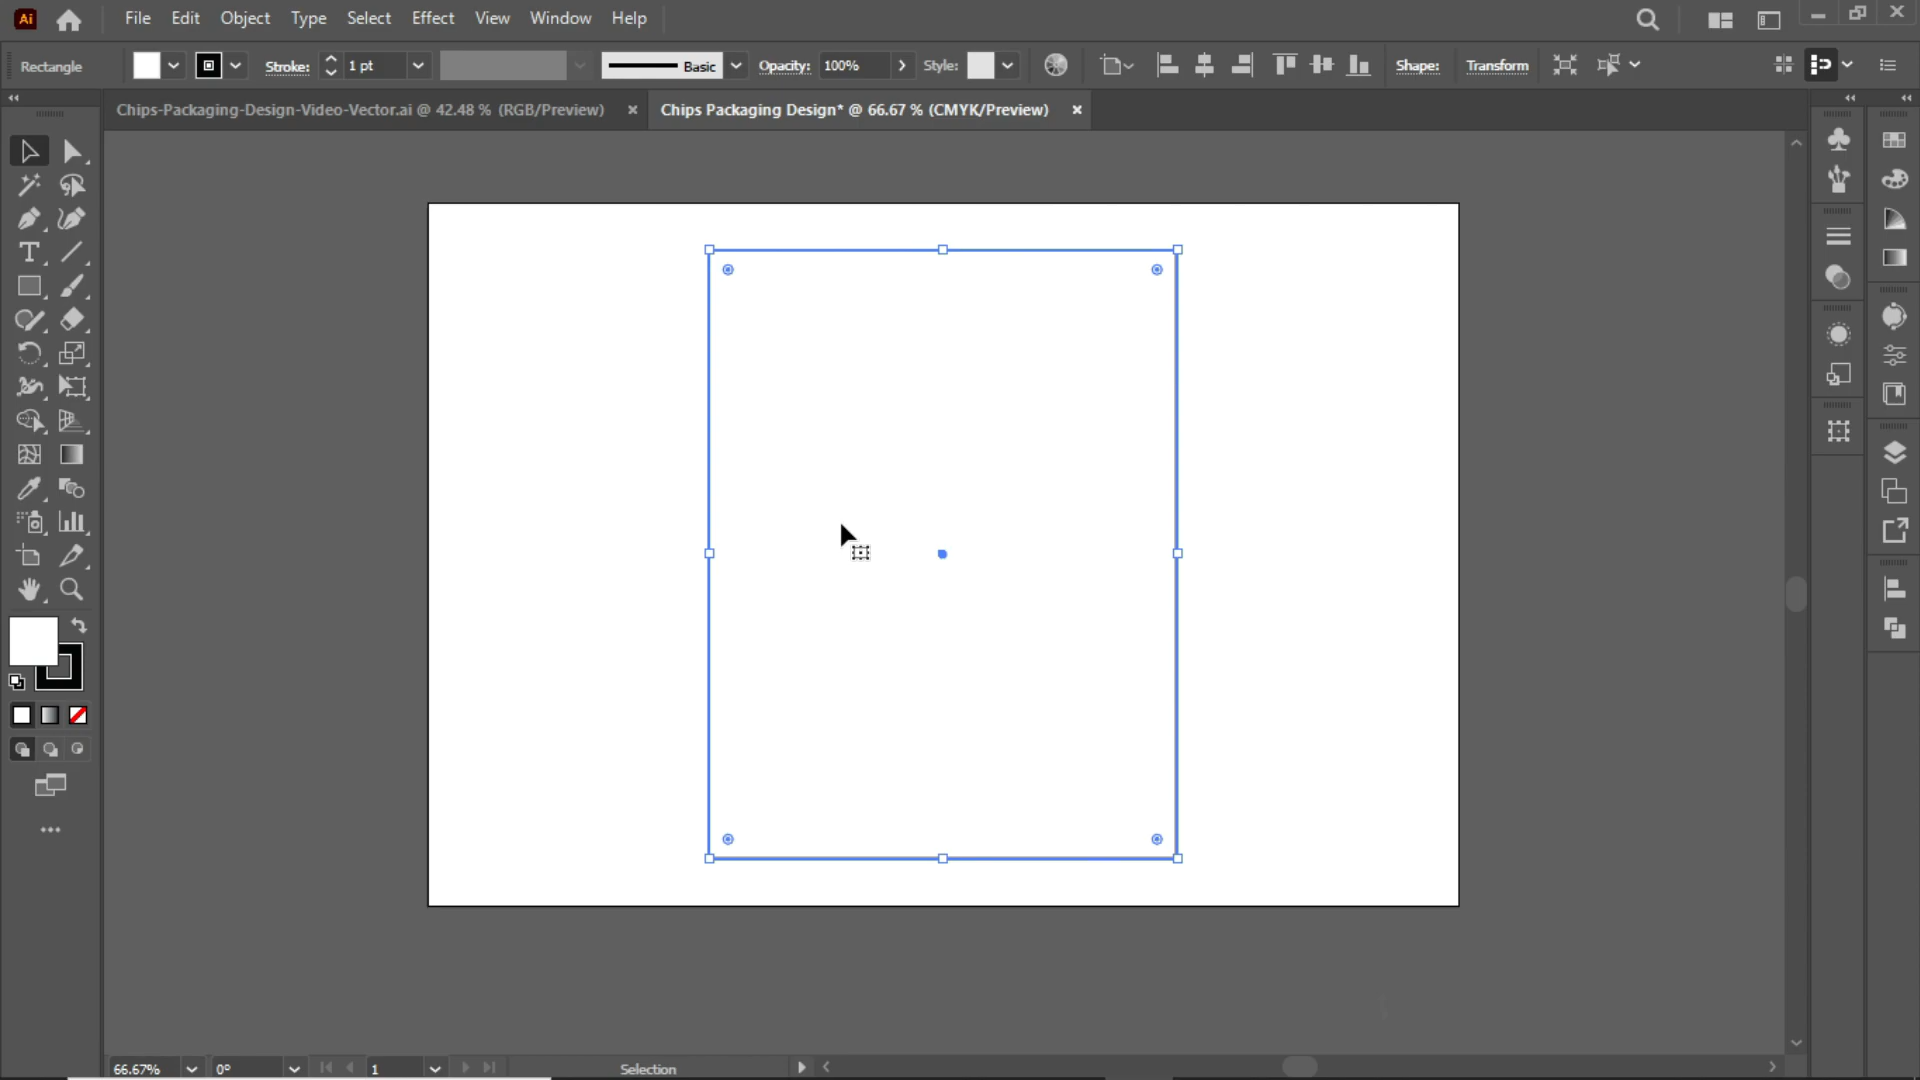 Ai File Edit Object Type Select Effect View Window Help
Rectangle Stroke: 1 pt Basic Opacity: 100% Style: Shape: Transform
Chips-Packaging-Design-Video-Vector.ai @ 42.48 % (RGB/Preview) Chips Packaging Design* @ 66.67 % (CMYK/Preview)
66.67% 0° 1 Selection